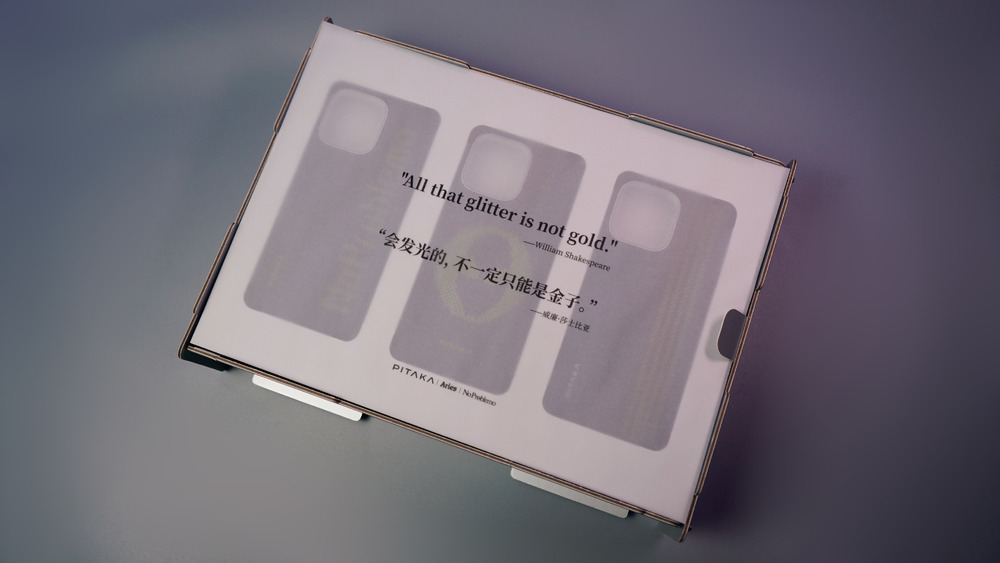 "All that glitter is not gold."
——William Shakespeare
“会发光的, 不一定只能是金子。”
——威廉·莎士比亚
PITAKA | Aries | NoProblemo